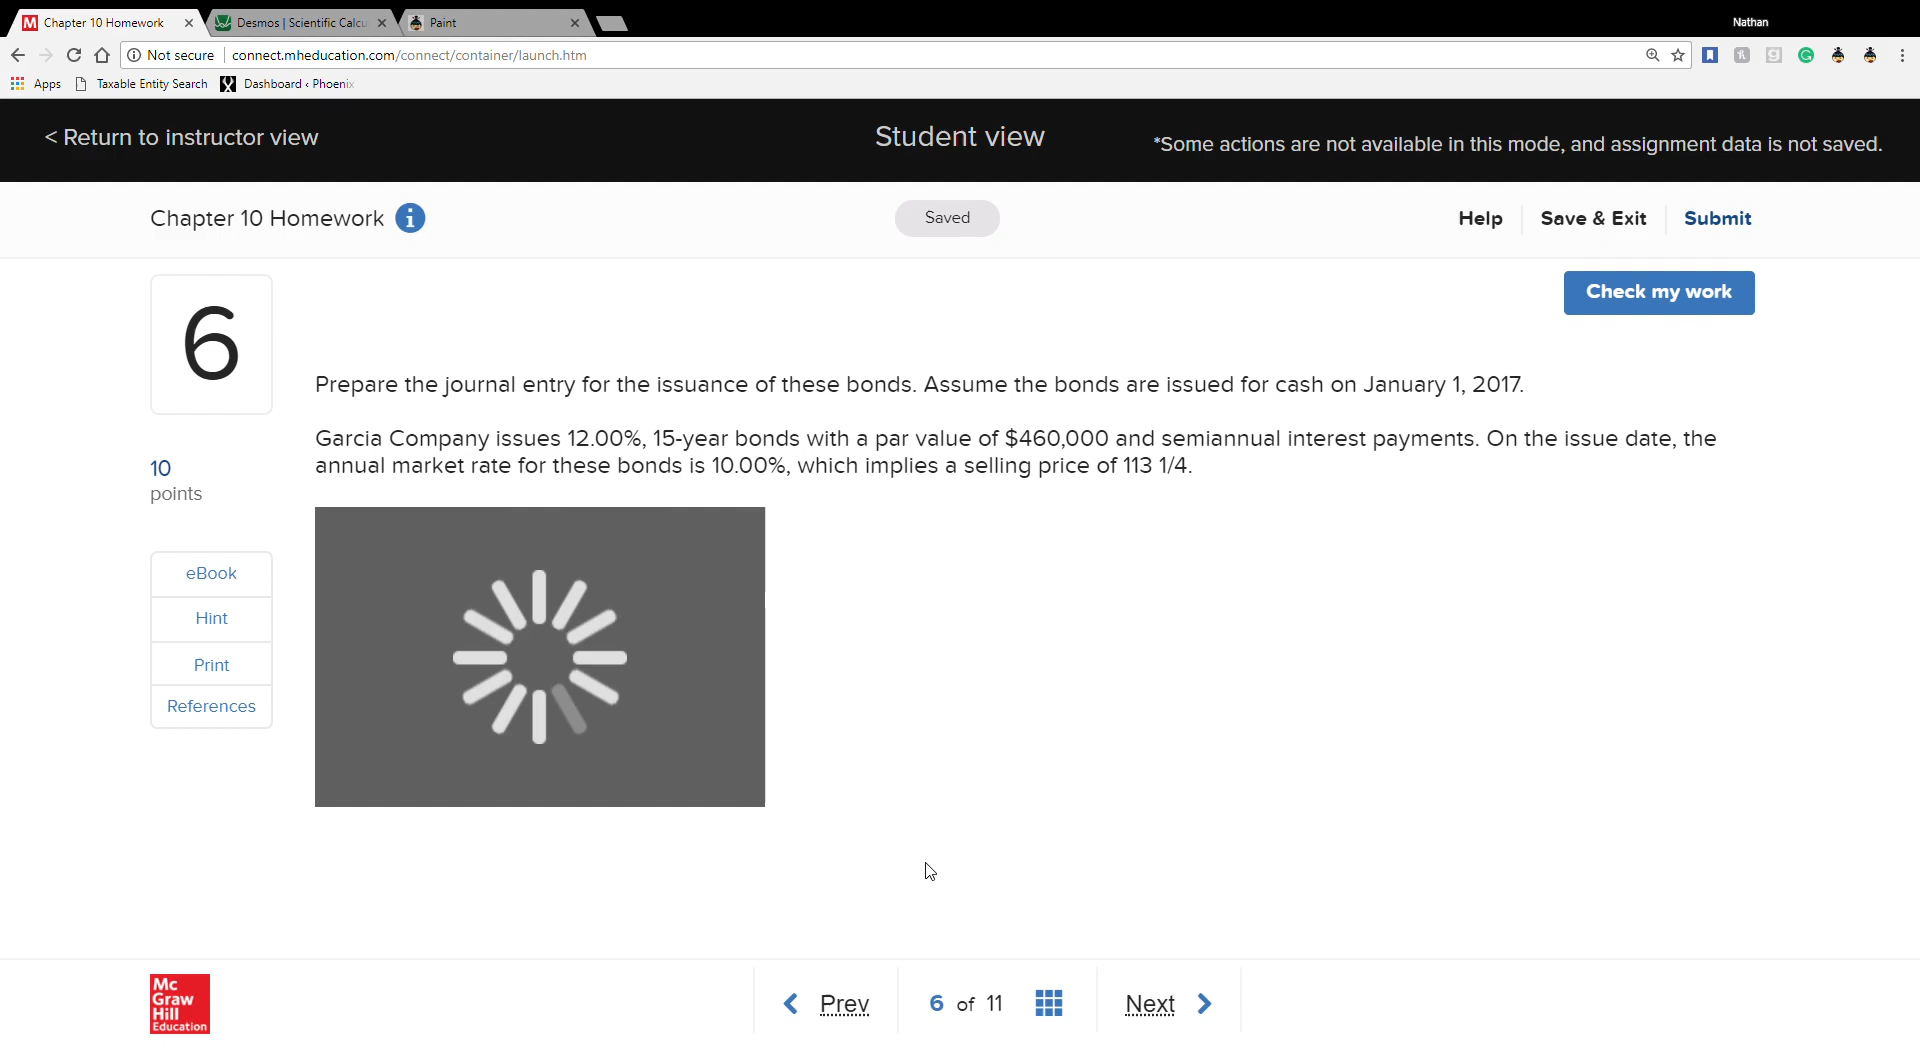 Chapter 10 Homework
Desmos | Scientific Calcu
Paint
Nathan
Not secure
connect.mheducation.com/connect/container/launch.htm
Apps
Taxable Entity Search
Dashboard ‹ Phoenix
< Return to instructor view
Student view
*Some actions are not available in this mode, and assignment data is not saved.
Chapter 10 Homework
i
Saved
Help
Save & Exit
Submit
6
Check my work
Prepare the journal entry for the issuance of these bonds. Assume the bonds are issued for cash on January 1, 2017.
Garcia Company issues 12.00%, 15-year bonds with a par value of $460,000 and semiannual interest payments. On the issue date, the
annual market rate for these bonds is 10.00%, which implies a selling price of 113 1/4.
10
points
eBook
Hint
Print
References
Mc
Graw
Hill
Education
Prev
6 of 11
Next